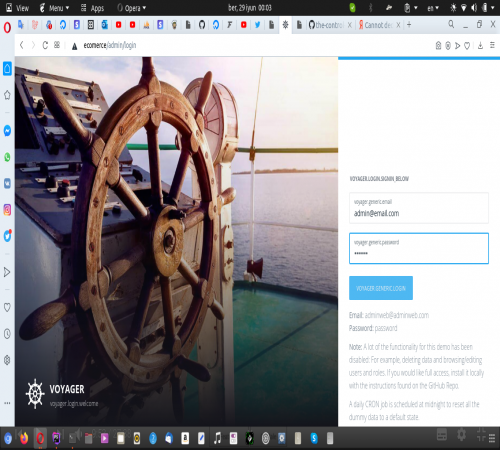 View Menu Apps Opera ber, 29 iyun 00:03 en
the-control Cannot de
ecomerce/admin/login
VOYAGER.LOGIN.SIGNIN_BELOW
voyager.generic.email
admin@email.com
voyager.generic.password
VOYAGER.GENERIC.LOGIN
Email: adminweb@adminweb.com
Password: password
Note: A lot of the functionality for this demo has been
disabled. For example, deleting data and browsing/editing
users and roles. If you would like full access, install it locally
with the instructions found on the GitHub Repo.
A daily CRON job is scheduled at midnight to reset all the
dummy data to a default state.
VOYAGER
voyager.login.welcome